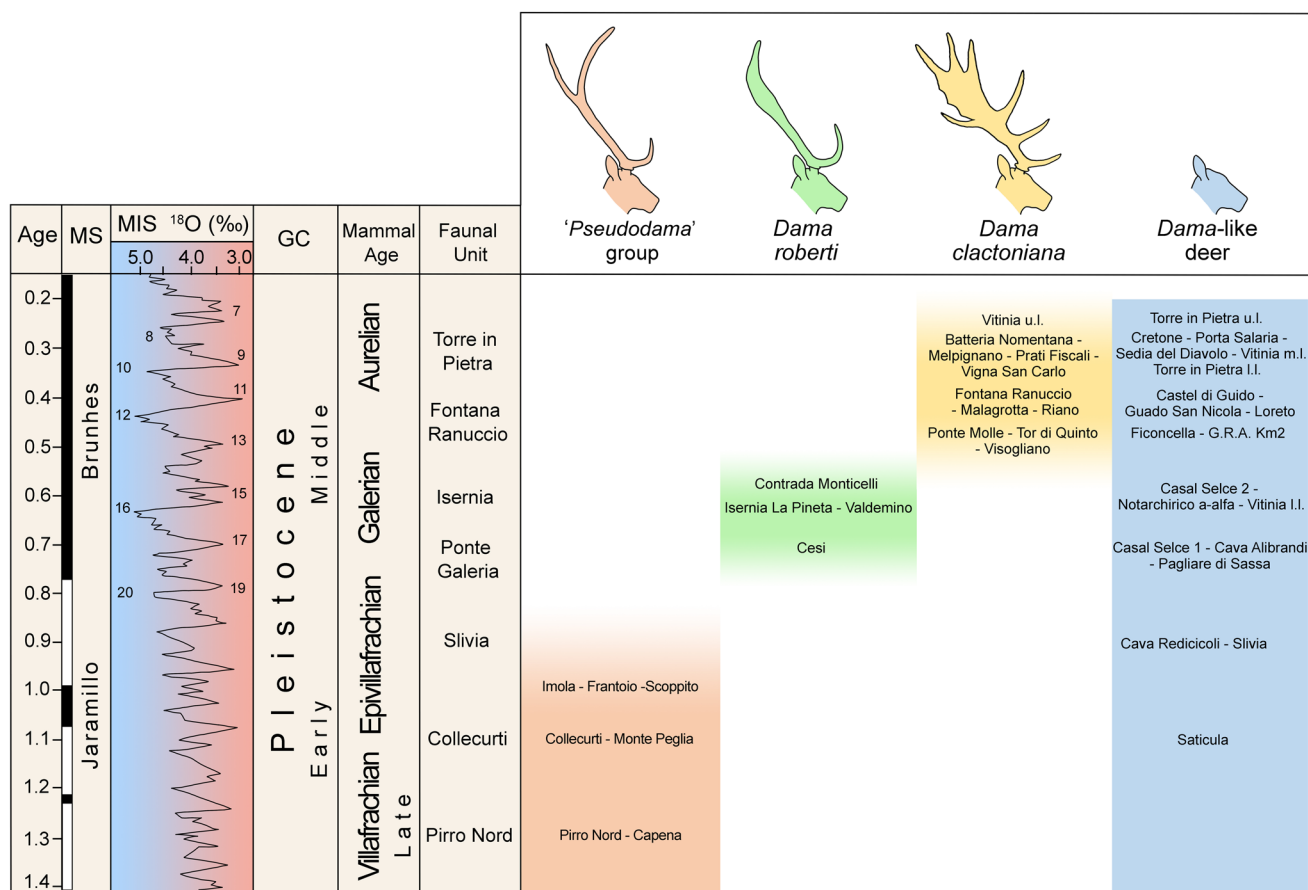 'Pseudodama'
group
Dama
roberti
Dama
clactoniana
Dama-like
deer
Age
MS
MIS 18O (‰)
5.0 4.0 3.0
GC
Mammal
Age
Faunal
Unit
0.2
0.3
0.4
0.5
0.6
0.7
0.8
0.9
1.0
1.1
1.2
1.3
1.4
Brunhes
Jaramillo
7
8
9
10
11
12
13
15
16
17
19
20
Pleistocene
Middle
Early
Aurelian
Galerian
Epivillafrachian
Villafrachian
Late
Torre in
Pietra
Fontana
Ranuccio
Isernia
Ponte
Galeria
Slivia
Collecurti
Pirro Nord
Imola - Frantoio -Scoppito
Collecurti - Monte Peglia
Pirro Nord - Capena
Contrada Monticelli
Isernia La Pineta - Valdemino
Cesi
Vitinia u.l.
Batteria Nomentana -
Melpignano - Prati Fiscali -
Vigna San Carlo
Fontana Ranuccio
- Malagrotta - Riano
Ponte Molle - Tor di Quinto
- Visogliano
Torre in Pietra u.l.
Cretone - Porta Salaria -
Sedia del Diavolo - Vitinia m.l.
Torre in Pietra l.l.
Castel di Guido -
Guado San Nicola - Loreto
Ficoncella - G.R.A. Km2
Casal Selce 2 -
Notarchirico a-alfa - Vitinia l.l.
Casal Selce 1 - Cava Alibrandi
- Pagliare di Sassa
Cava Redicicoli - Slivia
Saticula